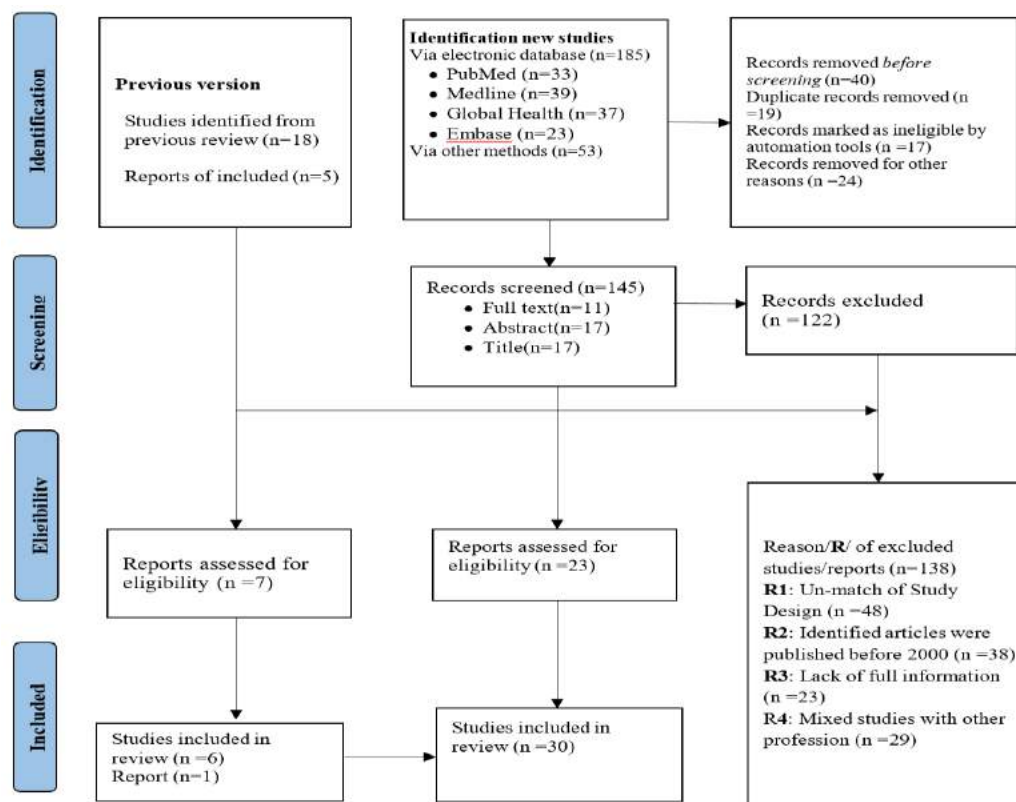 Identification
Previous version
Studies identified from
previous review (n=18)
Reports of included (n=5)
Identification new studies
Via electronic database (n=185)
• PubMed (n=33)
• Medline (n=39)
• Global Health (n=37)
• Embase (n=23)
Via other methods (n=53)
Records removed before
screening (n=40)
Duplicate records removed (n
=19)
Records marked as ineligible by
automation tools (n =17)
Records removed for other
reasons (n =24)
Screening
Records screened (n=145)
• Full text(n=11)
• Abstract(n=17)
• Title(n=17)
Records excluded
(n =122)
Eligibility
Reports assessed for
eligibility (n =7)
Reports assessed for
eligibility (n =23)
Reason/R/ of excluded
studies/reports (n=138)
R1: Un-match of Study
Design (n =48)
R2: Identified articles were
published before 2000 (n =38)
R3: Lack of full information
(n =23)
R4: Mixed studies with other
profession (n =29)
Included
Studies included in
review (n =6)
Report (n=1)
Studies included in
review (n =30)